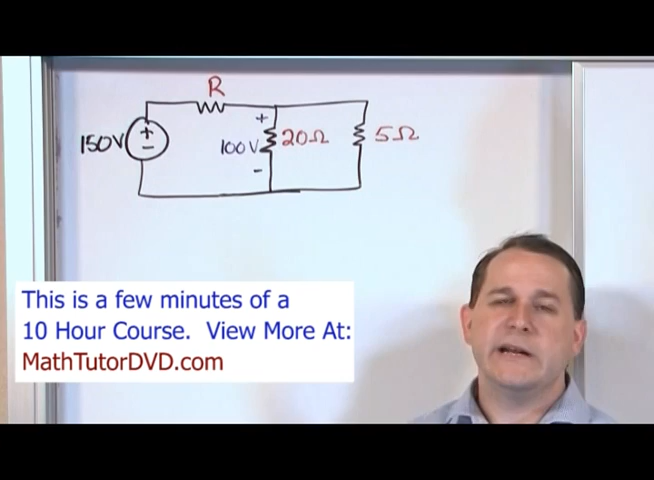 R
150V
+
-
+
100V
-
20Ω
5Ω
This is a few minutes of a
10 Hour Course. View More At:
MathTutorDVD.com